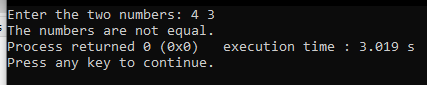 Enter the two numbers: 4 3
The numbers are not equal.
Process returned 0 (0x0)   execution time : 3.019 s
Press any key to continue.